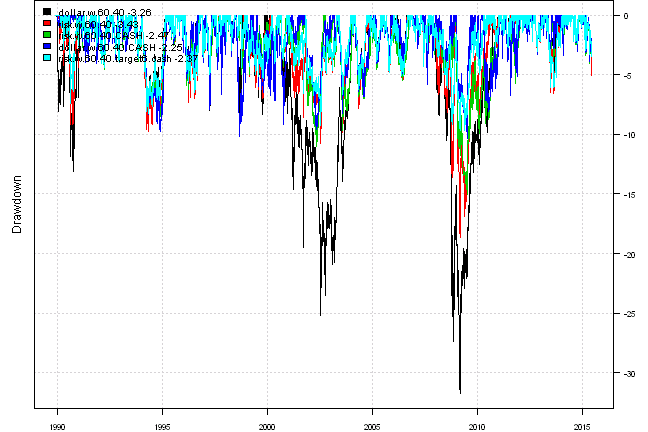 dollar.w.60.40 -3.26
risk.w.60.40 -3.43
risk.w.60.40.CASH -2.47
dollar.w.60.40.CASH -2.25
risk.w.60.40.target6.cash -2.37
Drawdown
0
-5
-10
-15
-20
-25
-30
1990 1995 2000 2005 2010 2015